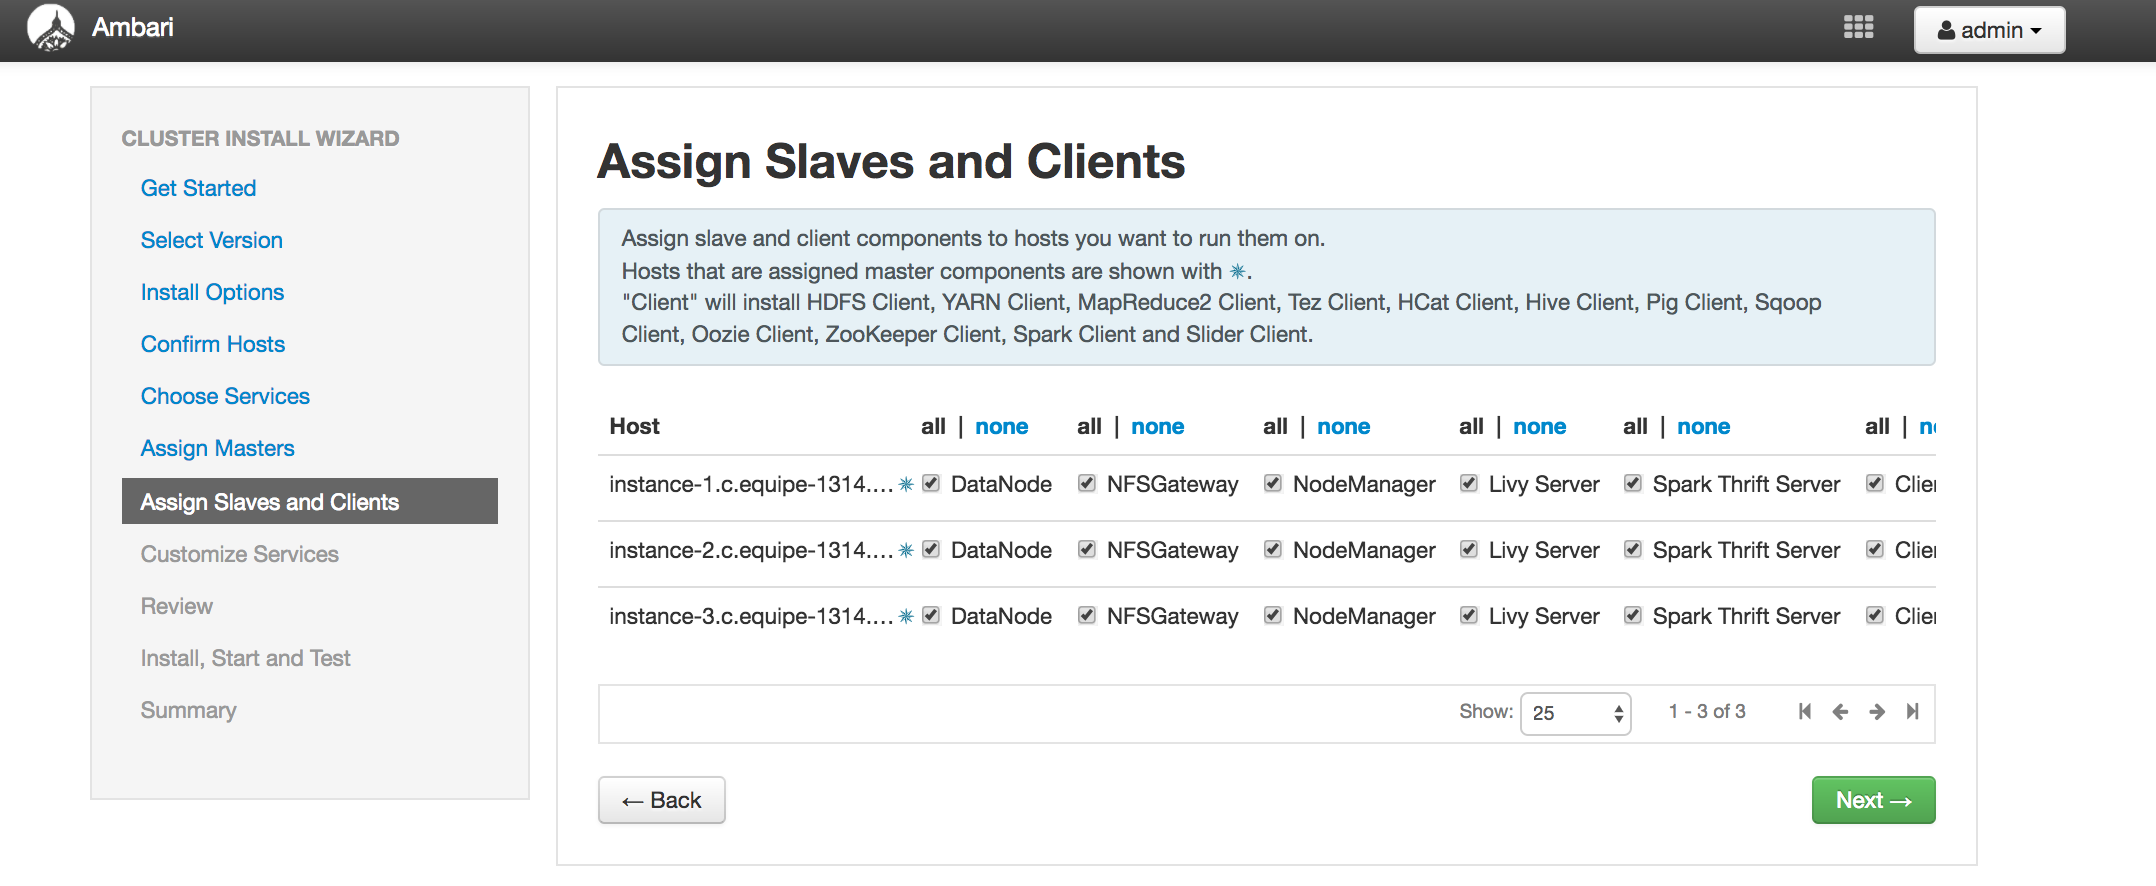 Ambari
admin
CLUSTER INSTALL WIZARD
Get Started
Select Version
Install Options
Confirm Hosts
Choose Services
Assign Masters
Assign Slaves and Clients
Customize Services
Review
Install, Start and Test
Summary
Assign Slaves and Clients
Assign slave and client components to hosts you want to run them on.
Hosts that are assigned master components are shown with ✳.
"Client" will install HDFS Client, YARN Client, MapReduce2 Client, Tez Client, HCat Client, Hive Client, Pig Client, Sqoop
Client, Oozie Client, ZooKeeper Client, Spark Client and Slider Client.
Host all | none all | none all | none all | none all | none all |
instance-1.c.equipe-1314.... ✳ DataNode NFSGateway NodeManager Livy Server Spark Thrift Server
instance-2.c.equipe-1314.... ✳ DataNode NFSGateway NodeManager Livy Server Spark Thrift Server
instance-3.c.equipe-1314.... ✳ DataNode NFSGateway NodeManager Livy Server Spark Thrift Server
Show: 25 1 - 3 of 3
← Back
Next →